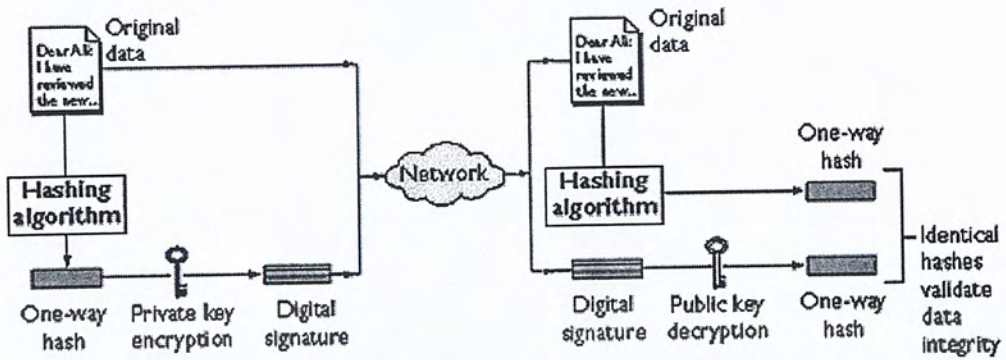 Original
data
Dear Ali:
I have
reviewed
the new...
Hashing
algorithm
One-way
hash
Private key
encryption
Digital
signature
Network
Original
data
Dear Ali:
I have
reviewed
the new...
Hashing
algorithm
One-way
hash
Digital
signature
Public key
decryption
One-way
hash
Identical
hashes
validate
data
integrity